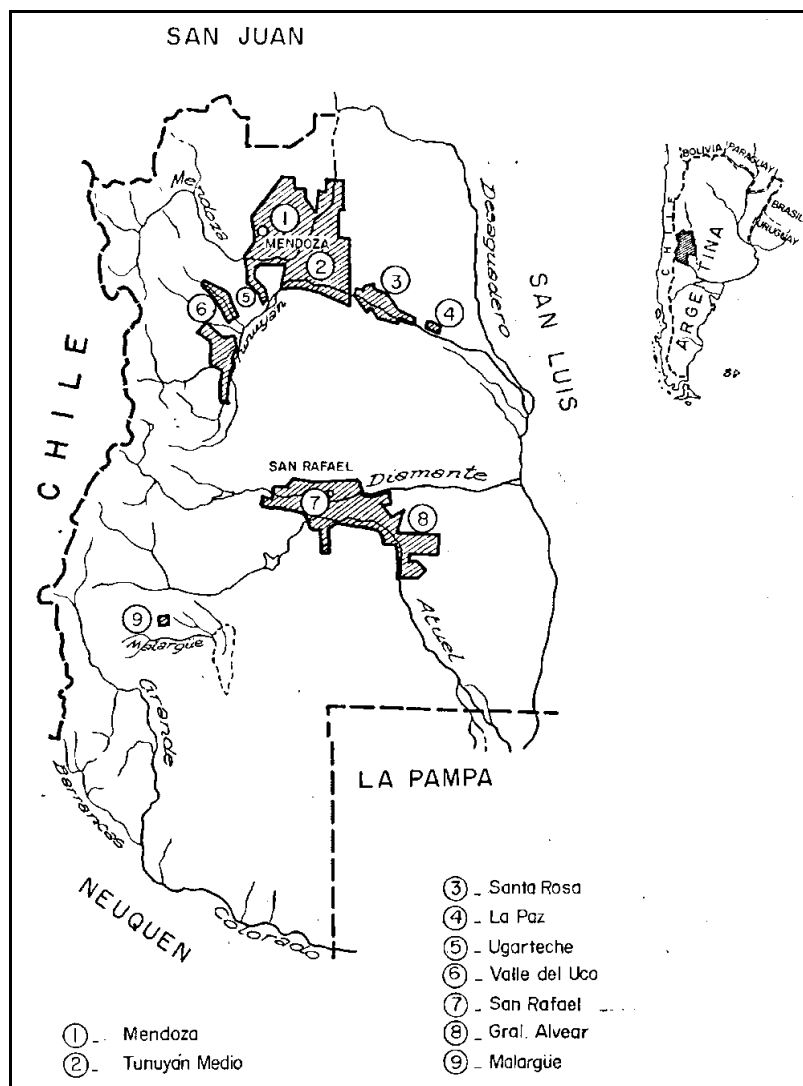 SAN JUAN
BOLIVIA
PARAGUAY
BRASIL
URUGUAY
CHILE
ARGETINA
Mendoza
Desaguadero
1
MENDOZA
2
3
4
5
6
Tunuyán
SAN LUIS
CHILE
SAN RAFAEL
Diamante
7
8
9
Malargüe
Atuel
Grande
Barrancas
LA PAMPA
NEUQUEN
Colorado
3 - Santa Rosa
4 - La Paz
5 - Ugarteche
6 - Valle del Uco
7 - San Rafael
8 - Gral. Alvear
9 - Malargüe
1 - Mendoza
2 - Tunuyán Medio